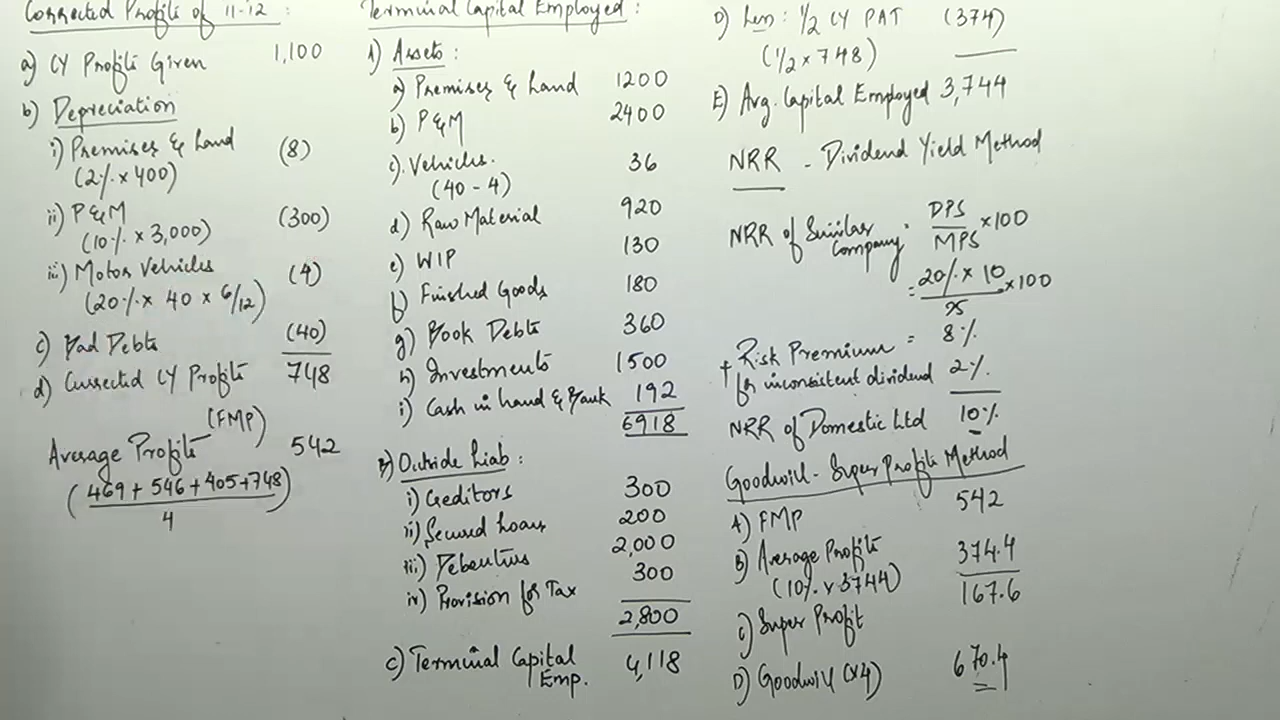 Corrected Profits of 11-12 :
a) CY Profits Given 1,100
b) Depreciation
i) Premises & Land (8)
(2% x 400)
ii) P&M (300)
(10% x 3,000)
iii) Motor Vehicles (4)
(20% x 40 x 6/12)
c) Bad Debts (40)
d) Corrected CY Profits 748
(FMP)
Average Profits 542
(469 + 546 + 405 + 748)
4
Terminal Capital Employed :
A) Assets :
a) Premises & Land 1200
b) P&M 2400
c) Vehicles. 36
(40 - 4)
d) Raw Material 920
e) WIP 130
f) Finished Goods 180
g) Book Debts 360
h) Investments 1500
i) Cash in hand & Bank 192
6918
B) Outside Liab :
i) Creditors 300
ii) Secured Loans 200
iii) Debentures 2,000
iv) Provision for Tax 300
2,800
C) Terminal Capital 4,118
Emp.
D) Less : 1/2 CY PAT (374)
(1/2 x 748)
E) Avg. Capital Employed 3,744
NRR - Dividend Yield Method
NRR of Similar Company = DPS x 100
MPS
= 20% x 10 x 100
25
= 8%
+ Risk Premium
for inconsistent dividend 2%
NRR of Domestic Ltd 10%
Goodwill - Super Profits Method
A) FMP 542
B) Average Profits 374.4
(10% x 3744)
167.6
C) Super Profit
D) Goodwill (x4) 670.4